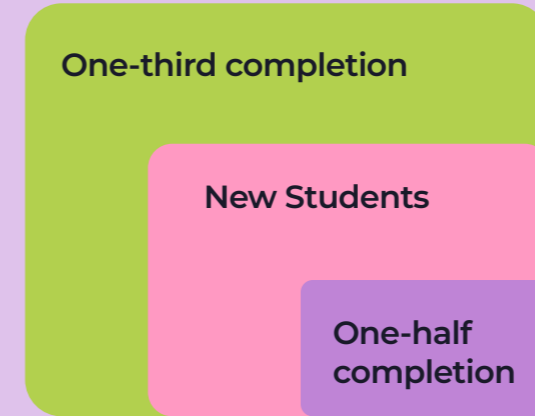 One-third completion
New Students
One-half
completion